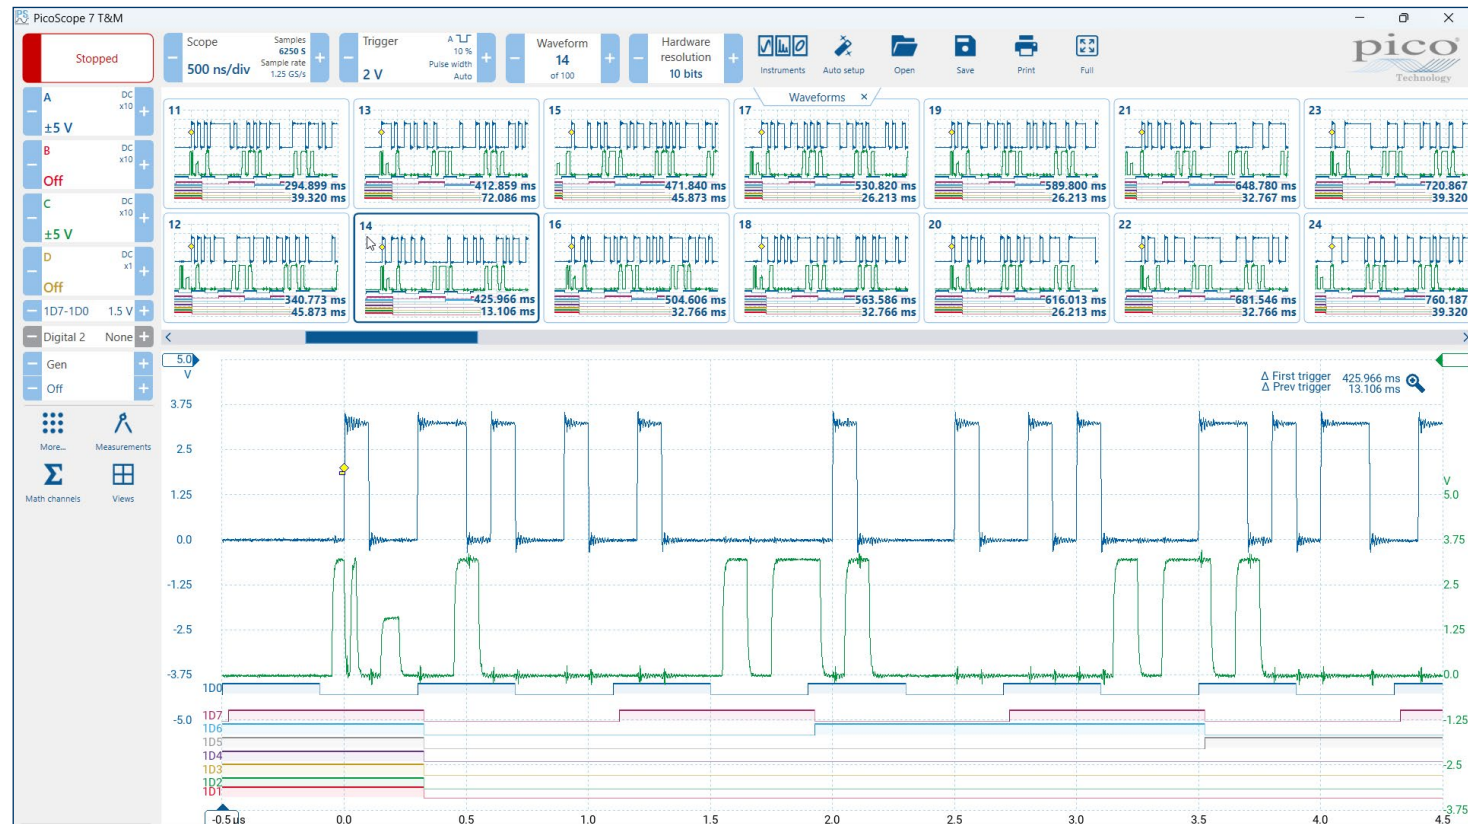 PicoScope 7 T&M
Stopped
Scope
500 ns/div
Samples
6250 S
Sample rate
1.25 GS/s
Trigger
2 V
A
10 %
Pulse width
Auto
Waveform
14
of 100
Hardware
resolution
10 bits
Instruments
Auto setup
Open
Save
Print
Full
pico
Technology
A
DC
x10
±5 V
B
DC
x10
Off
C
DC
x10
±5 V
D
DC
x1
Off
1D7-1D0 1.5 V
Digital 2 None
Gen
Off
More...
Measurements
Math channels
Views
Waveforms ×
11
294.899 ms
39.320 ms
13
412.859 ms
72.086 ms
15
471.840 ms
45.873 ms
17
530.820 ms
26.213 ms
19
589.800 ms
26.213 ms
21
648.780 ms
32.767 ms
23
720.867
39.320
12
340.773 ms
45.873 ms
14
425.966 ms
13.106 ms
16
504.606 ms
32.766 ms
18
563.586 ms
32.766 ms
20
616.013 ms
26.213 ms
22
681.546 ms
32.766 ms
24
760.187
39.320
Δ First trigger 425.966 ms
Δ Prev trigger 13.106 ms
5.0
V
3.75
2.5
1.25
0.0
-1.25
-2.5
-3.75
-5.0
V
5.0
3.75
2.5
1.25
0.0
-1.25
-2.5
-3.75
1D0
1D7
1D6
1D5
1D4
1D3
1D2
1D1
-0.5 µs 0.0 0.5 1.0 1.5 2.0 2.5 3.0 3.5 4.0 4.5